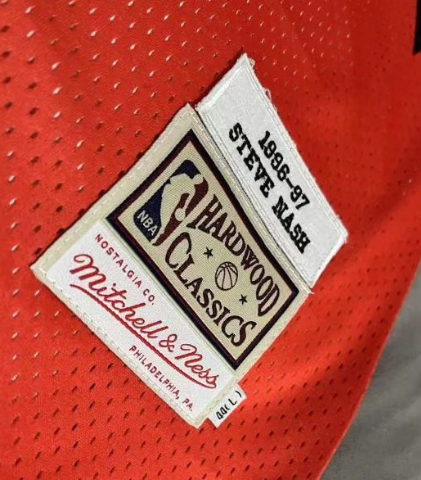 1996-97
STEVE NASH
NBA
HARDWOOD
CLASSICS
NOSTALGIA CO.
Mitchell & Ness
PHILADELPHIA, PA.
44(L)